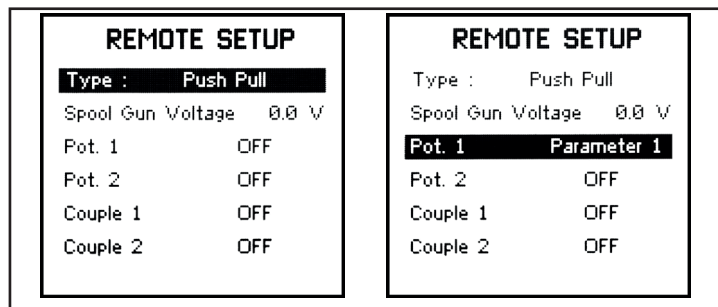 REMOTE SETUP
Type : Push Pull
Spool Gun Voltage 0.0 V
Pot. 1 OFF
Pot. 2 OFF
Couple 1 OFF
Couple 2 OFF
REMOTE SETUP
Type : Push Pull
Spool Gun Voltage 0.0 V
Pot. 1 Parameter 1
Pot. 2 OFF
Couple 1 OFF
Couple 2 OFF